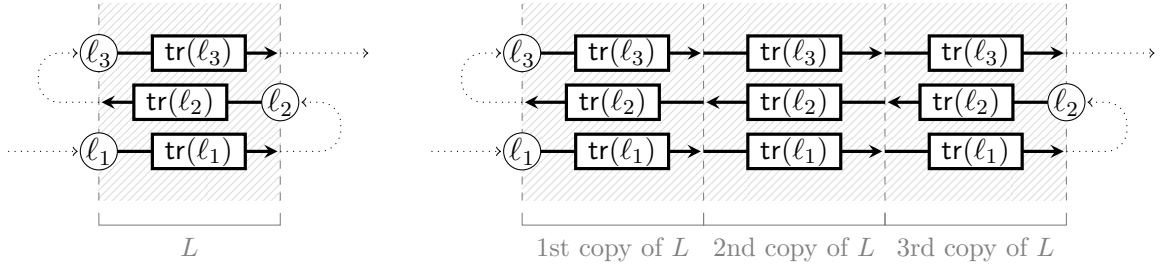 ℓ3 tr(ℓ3) ℓ3 tr(ℓ3) tr(ℓ3) tr(ℓ3)
tr(ℓ2) ℓ2 tr(ℓ2) tr(ℓ2) tr(ℓ2) ℓ2
ℓ1 tr(ℓ1) ℓ1 tr(ℓ1) tr(ℓ1) tr(ℓ1)
L 1st copy of L 2nd copy of L 3rd copy of L